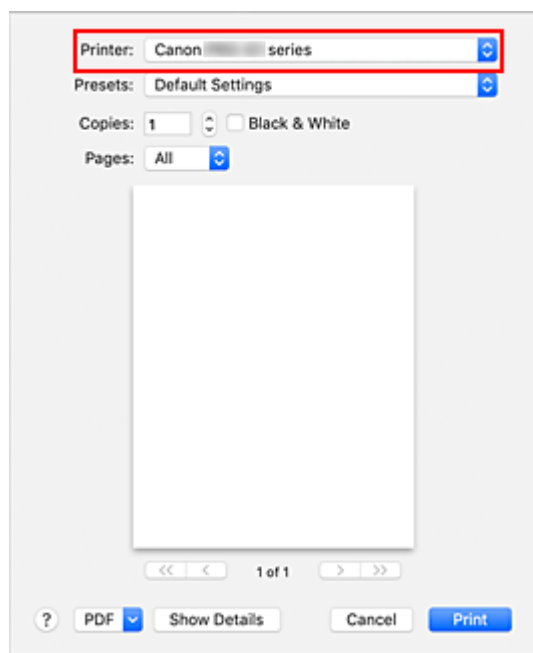 Printer: Canon series
Presets: Default Settings
Copies: 1 Black & White
Pages: All
<< < 1 of 1 > >>
? PDF Show Details Cancel Print